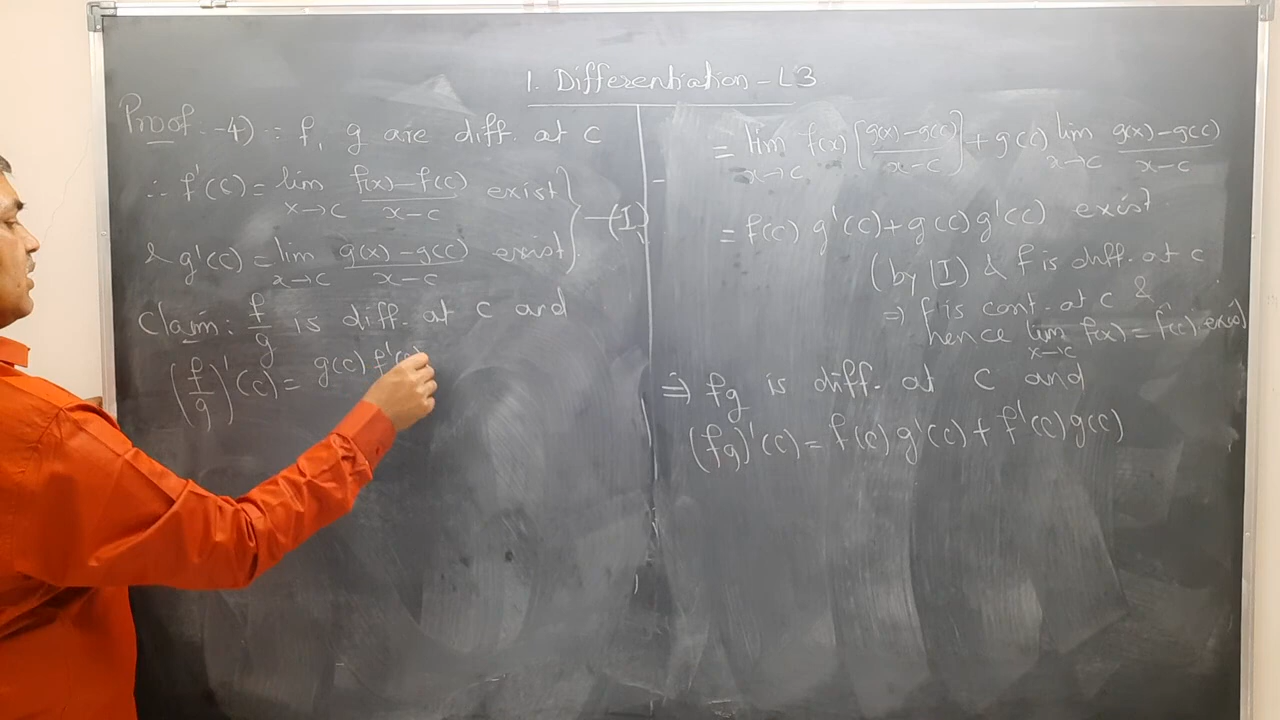 1. Differentiation - L3
Proof -4) ∵ f, g are diff. at c
∴ f'(c) = lim x→c f(x)-f(c) / x-c exist
& g'(c) = lim x→c g(x)-g(c) / x-c exist } —(I)
Claim: f/g is diff. at c and
(f/g)'(c) = g(c) f'(c)
= lim x→c f(x) [g(x)-g(c) / x-c] + g(c) lim x→c g(x)-g(c) / x-c
= f(c) g'(c) + g(c) g'(c) exist
(by (I) & f is diff. at c
⇒ f is cont. at c &
hence lim x→c f(x) = f(c) exist)
⇒ fg is diff. at c and
(fg)'(c) = f(c) g'(c) + f'(c) g(c)